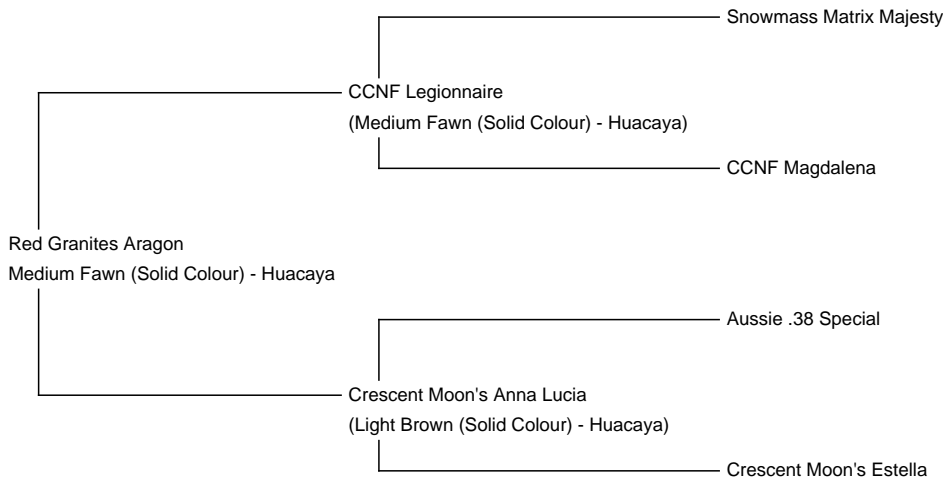 Snowmass Matrix Majesty
CCNF Legionnaire
(Medium Fawn (Solid Colour) - Huacaya)
CCNF Magdalena
Red Granites Aragon
Medium Fawn (Solid Colour) - Huacaya
Aussie .38 Special
Crescent Moon's Anna Lucia
(Light Brown (Solid Colour) - Huacaya)
Crescent Moon's Estella